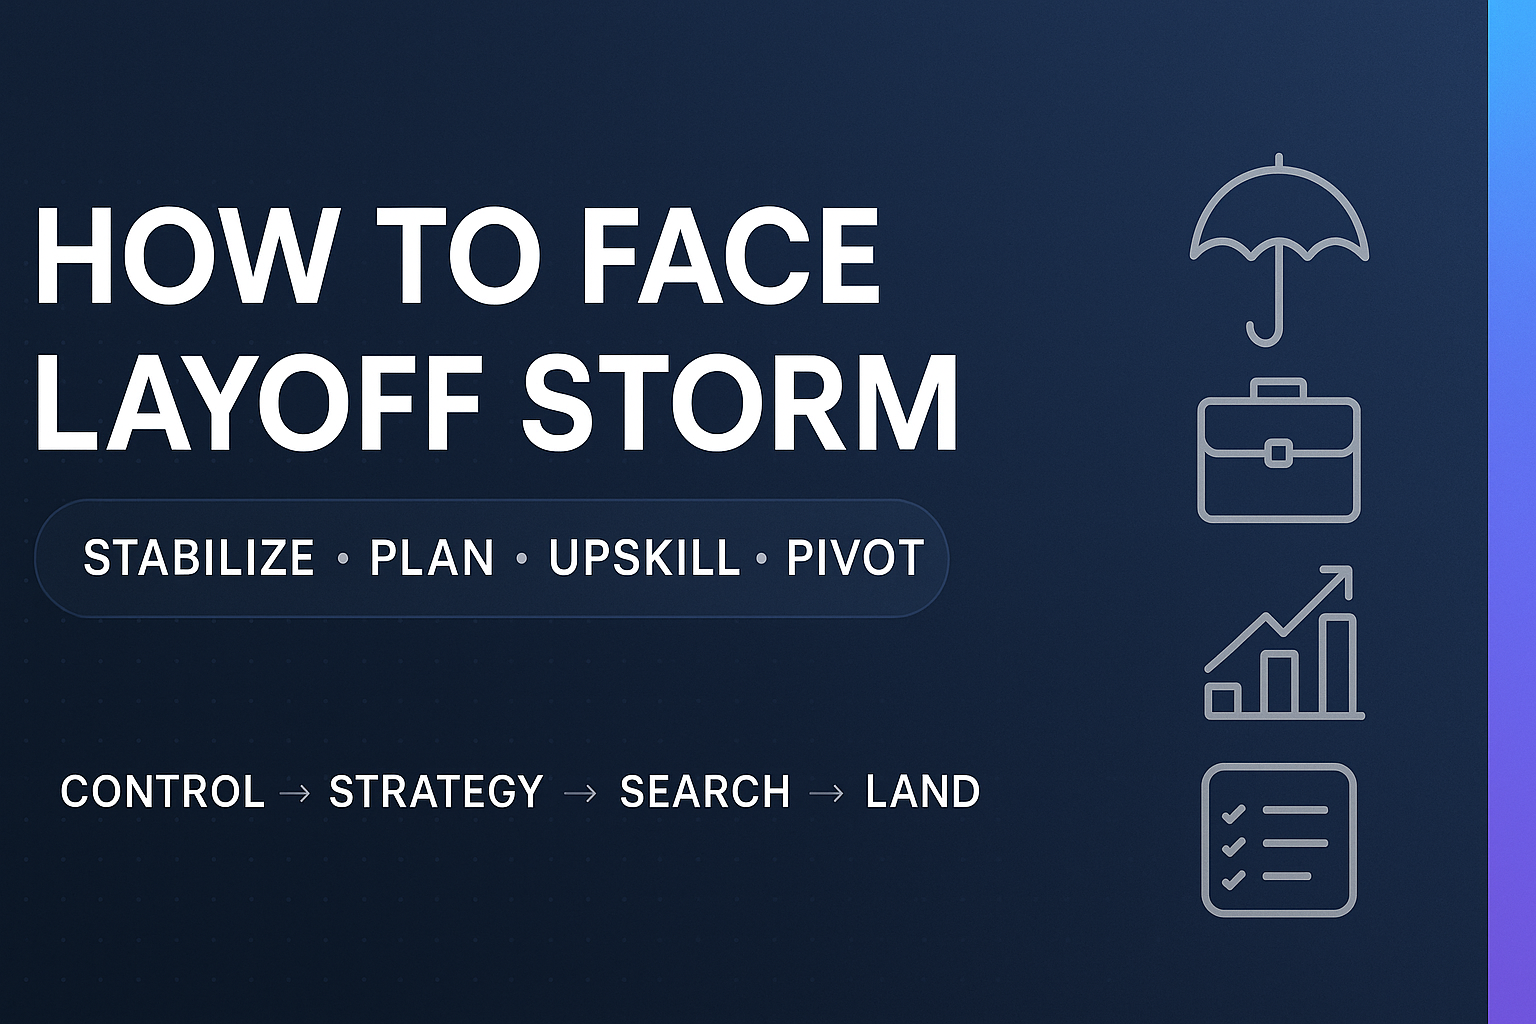 HOW TO FACE
LAYOFF STORM
STABILIZE • PLAN • UPSKILL • PIVOT
CONTROL → STRATEGY → SEARCH → LAND